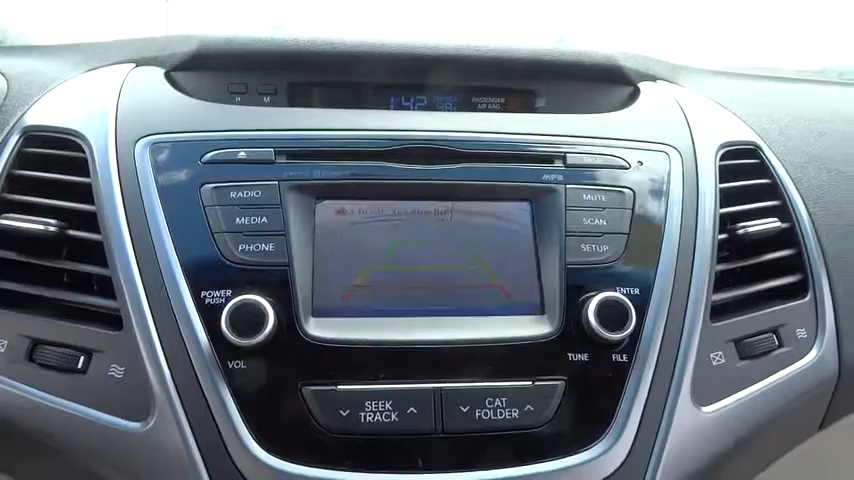 H M
1:42
PASSENGER
AIR BAG
DISP
MP3
RADIO
MEDIA
PHONE
MUTE
SCAN
SETUP
POWER
PUSH
VOL
ENTER
PUSH
TUNE FILE
SEEK
TRACK
CAT
FOLDER